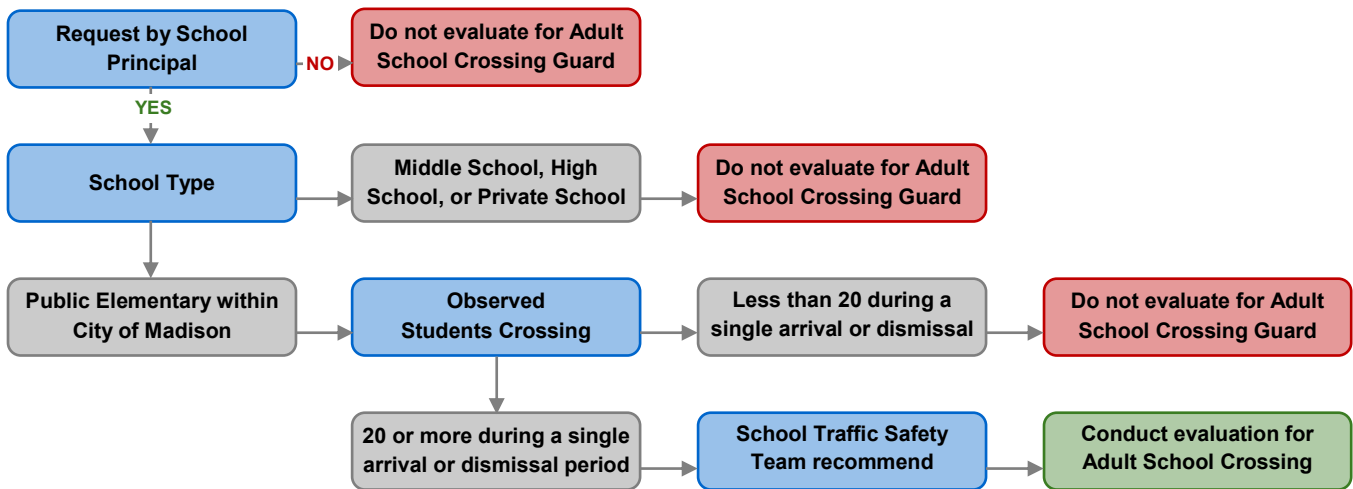 Request by School
Principal
NO
Do not evaluate for Adult
School Crossing Guard
YES
School Type
Middle School, High
School, or Private School
Do not evaluate for Adult
School Crossing Guard
Public Elementary within
City of Madison
Observed
Students Crossing
Less than 20 during a
single arrival or dismissal
Do not evaluate for Adult
School Crossing Guard
20 or more during a single
arrival or dismissal period
School Traffic Safety
Team recommend
Conduct evaluation for
Adult School Crossing